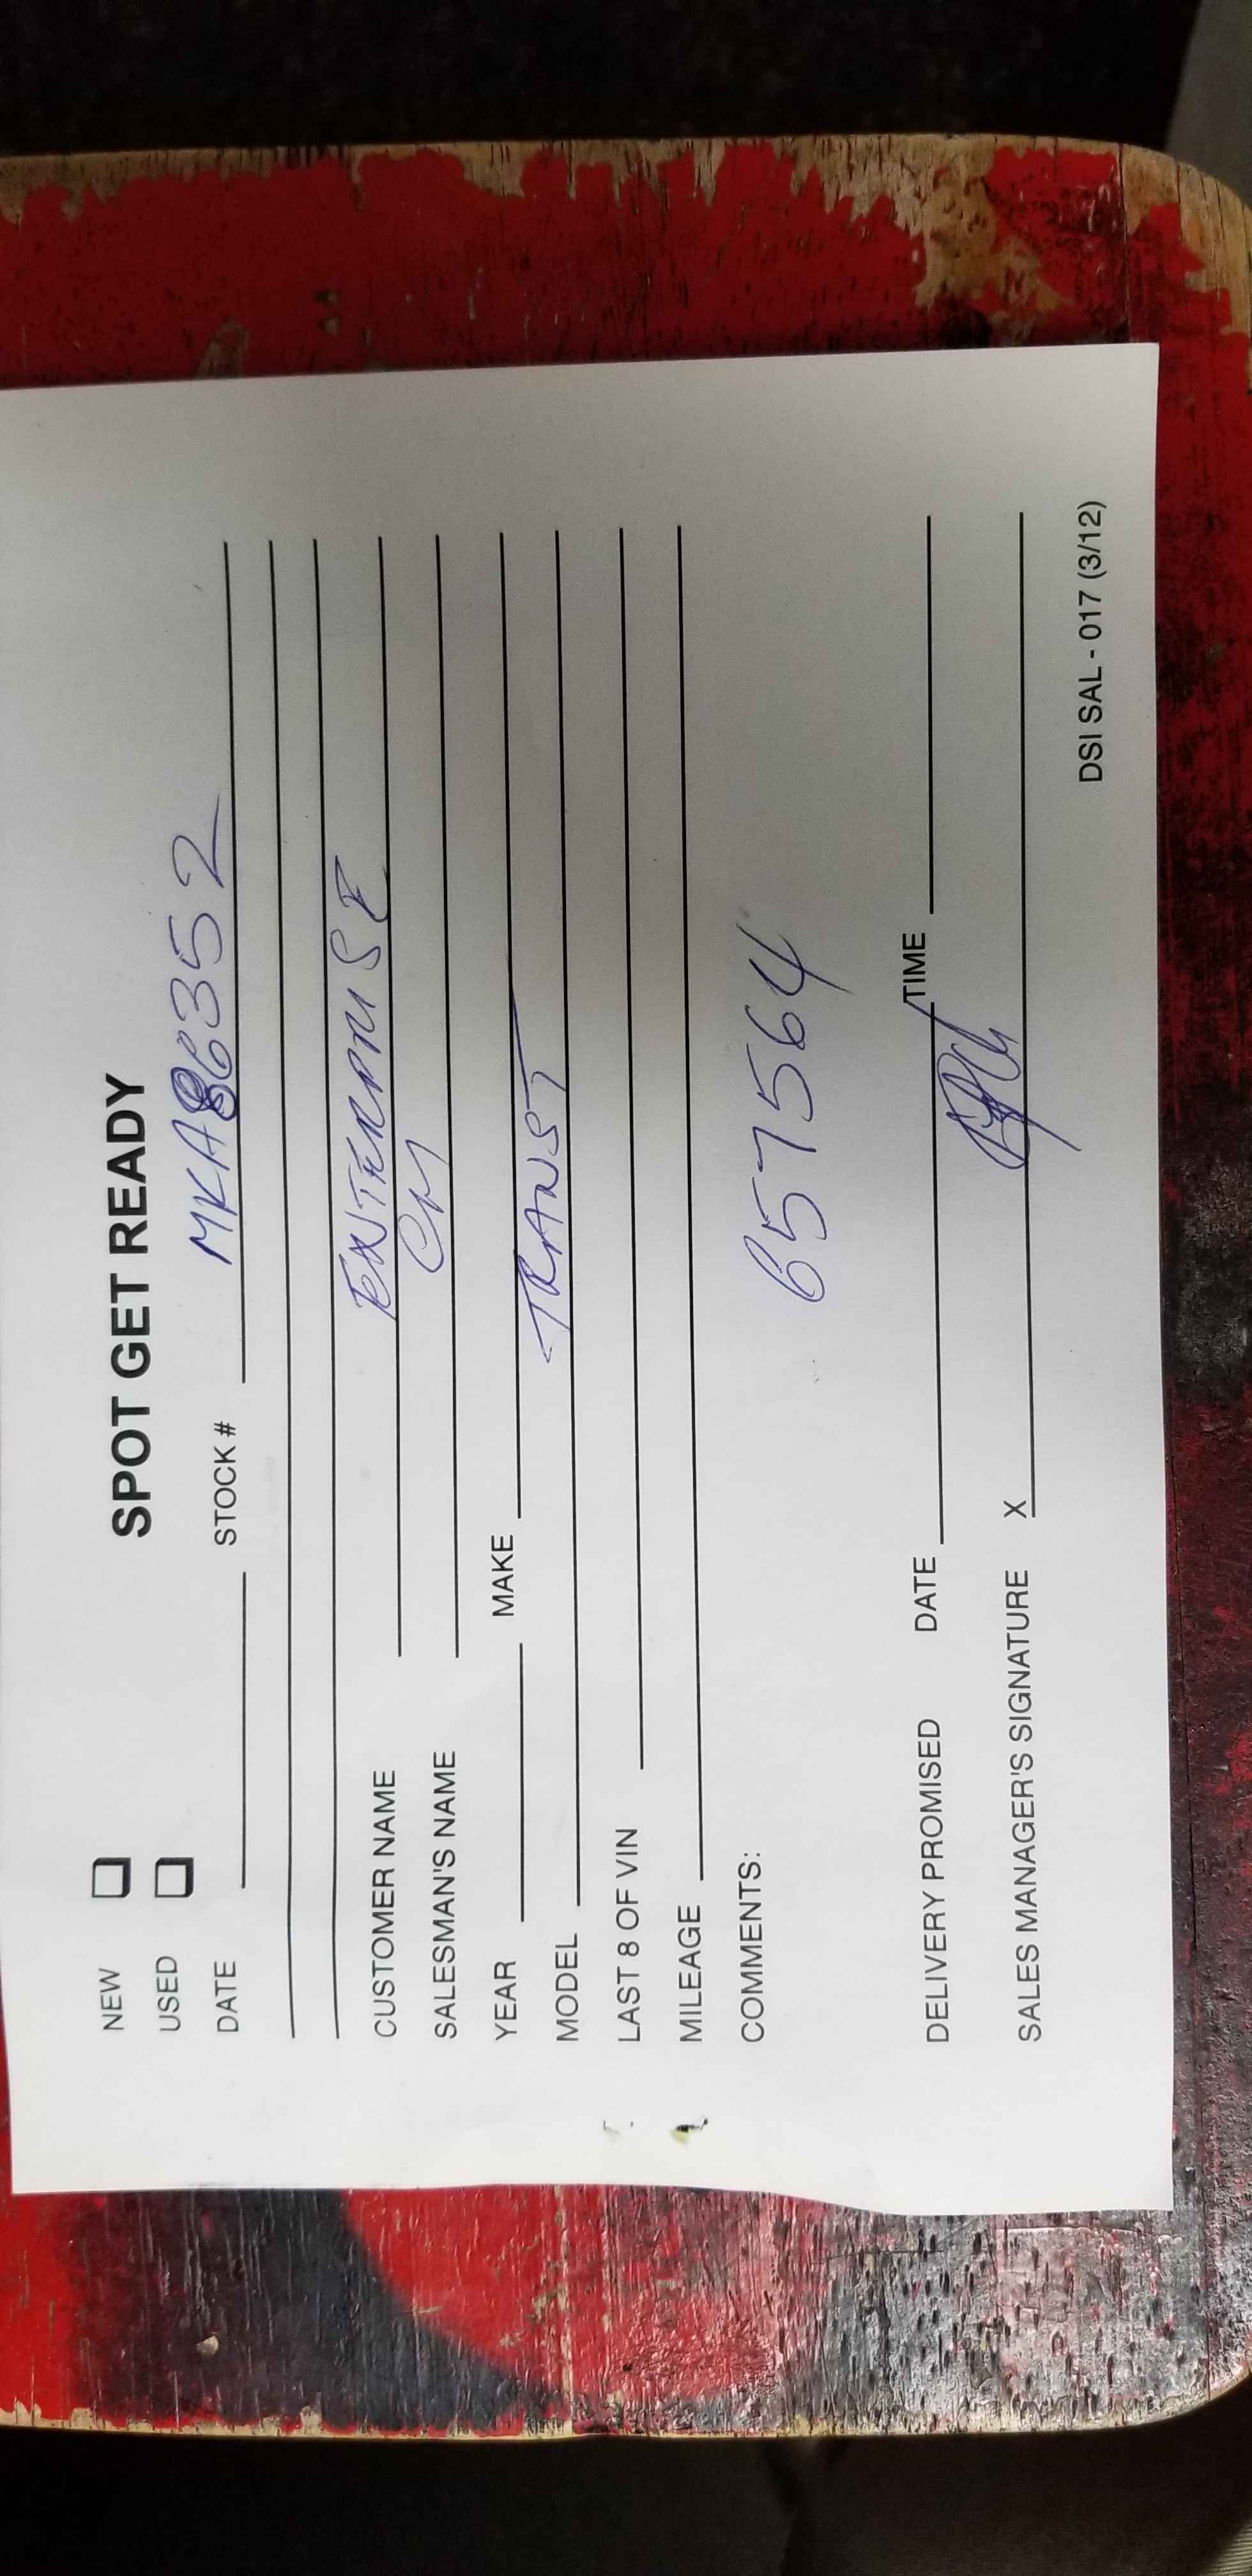 SPOT GET READY
NEW
USED
DATE STOCK # MKA86352
CUSTOMER NAME ENTERPRISE
SALESMAN'S NAME CM
YEAR MAKE
MODEL TRANST
LAST 8 OF VIN
MILEAGE
COMMENTS:
657564
DELIVERY PROMISED DATE TIME
SALES MANAGER'S SIGNATURE X
DSI SAL - 017 (3/12)